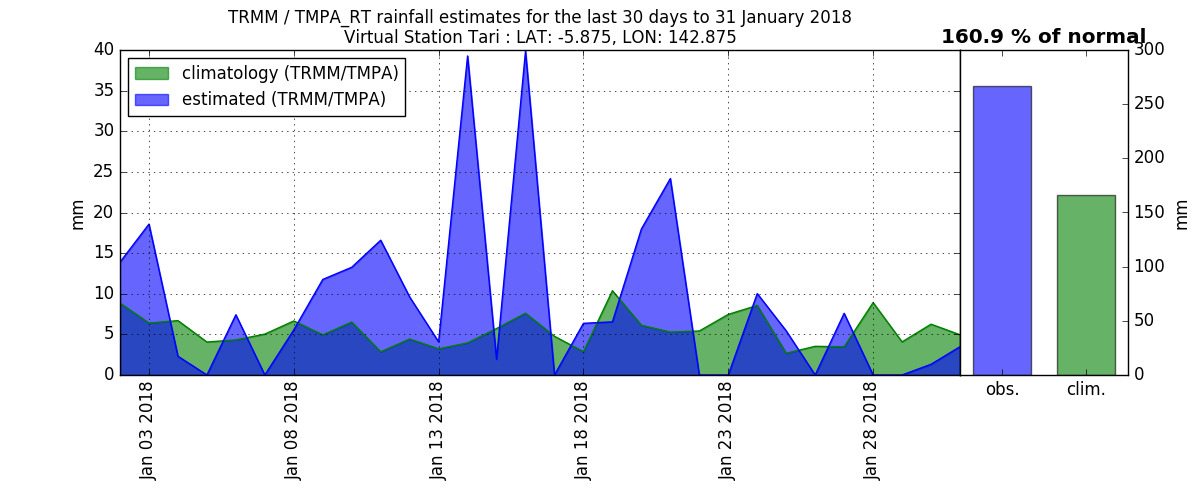 TRMM / TMPA_RT rainfall estimates for the last 30 days to 31 January 2018
Virtual Station Tari : LAT: -5.875, LON: 142.875
160.9 % of normal
climatology (TRMM/TMPA)
estimated (TRMM/TMPA)
40
35
30
25
20
15
10
5
0
mm
Jan 03 2018
Jan 08 2018
Jan 13 2018
Jan 18 2018
Jan 23 2018
Jan 28 2018
obs.
clim.
300
250
200
150
100
50
0
mm